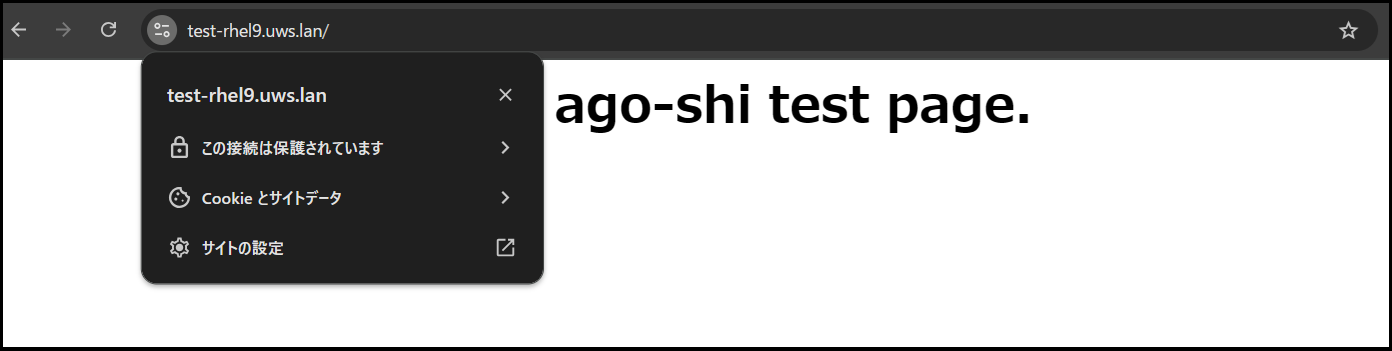 test-rhel9.uws.lan/
test-rhel9.uws.lan
ago-shi test page.
この接続は保護されています
Cookie とサイトデータ
サイトの設定